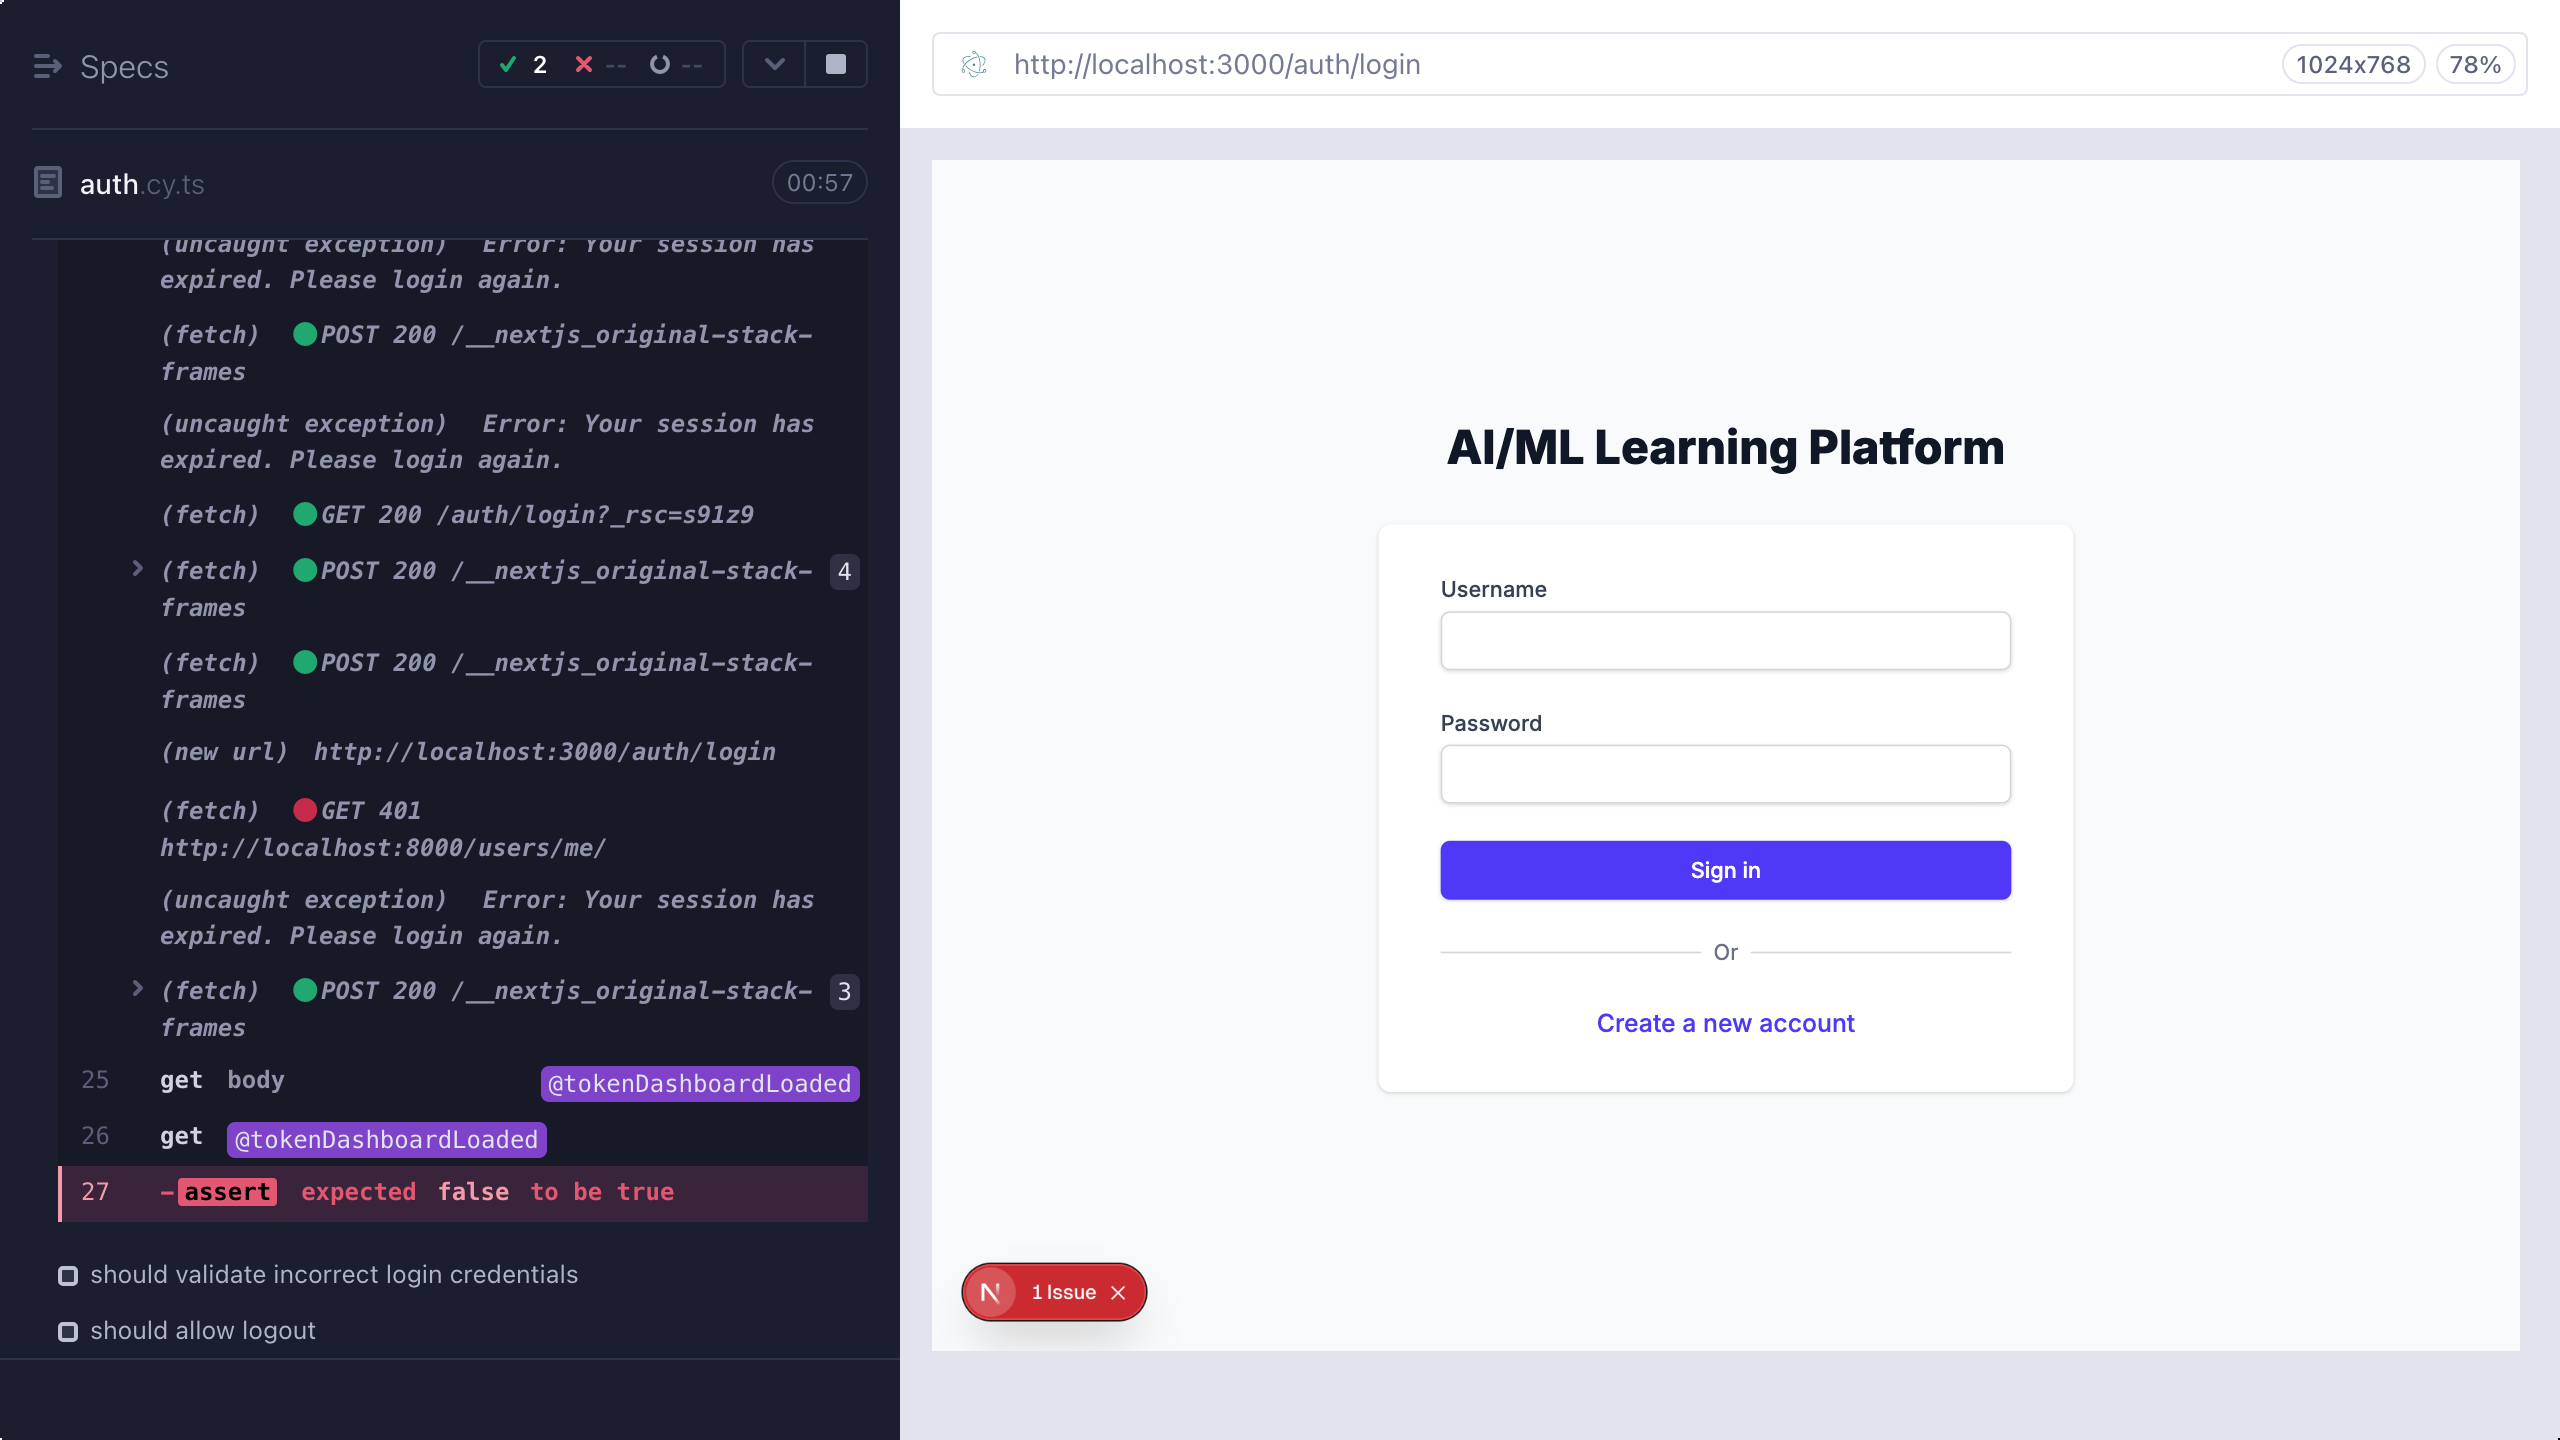 Specs
2
--
--
auth.cy.ts
00:57
(uncaught exception) Error: Your session has
expired. Please login again.
(fetch) POST 200 /__nextjs_original-stack-
frames
(uncaught exception) Error: Your session has
expired. Please login again.
(fetch) GET 200 /auth/login?_rsc=s91z9
(fetch) POST 200 /__nextjs_original-stack-
4
frames
(fetch) POST 200 /__nextjs_original-stack-
frames
(new url) http://localhost:3000/auth/login
(fetch) GET 401
http://localhost:8000/users/me/
(uncaught exception) Error: Your session has
expired. Please login again.
(fetch) POST 200 /__nextjs_original-stack-
3
frames
25 get body @tokenDashboardLoaded
26 get @tokenDashboardLoaded
27 -assert expected false to be true
should validate incorrect login credentials
should allow logout
http://localhost:3000/auth/login
1024x768
78%
AI/ML Learning Platform
Username
Password
Sign in
Or
Create a new account
N 1 Issue